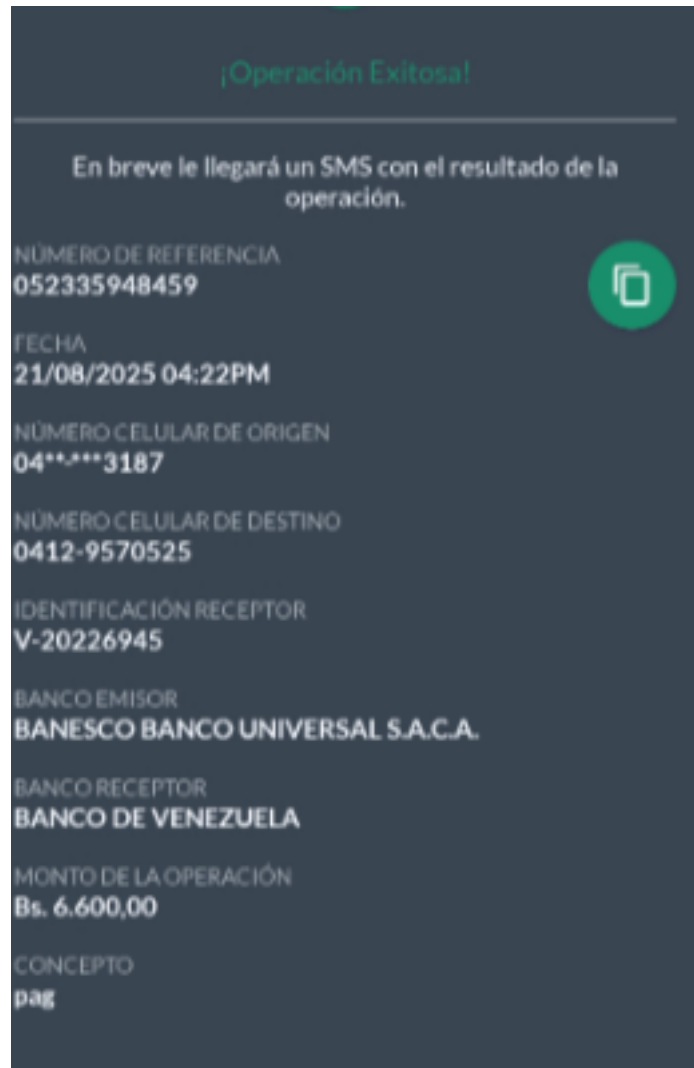 ¡Operación Exitosa!
En breve le llegará un SMS con el resultado de la
operación.
NÚMERO DE REFERENCIA
052335948459
FECHA
21/08/2025 04:22PM
NÚMERO CELULAR DE ORIGEN
04**-***3187
NÚMERO CELULAR DE DESTINO
0412-9570525
IDENTIFICACIÓN RECEPTOR
V-20226945
BANCO EMISOR
BANESCO BANCO UNIVERSAL S.A.C.A.
BANCO RECEPTOR
BANCO DE VENEZUELA
MONTO DE LA OPERACIÓN
Bs. 6.600,00
CONCEPTO
pag